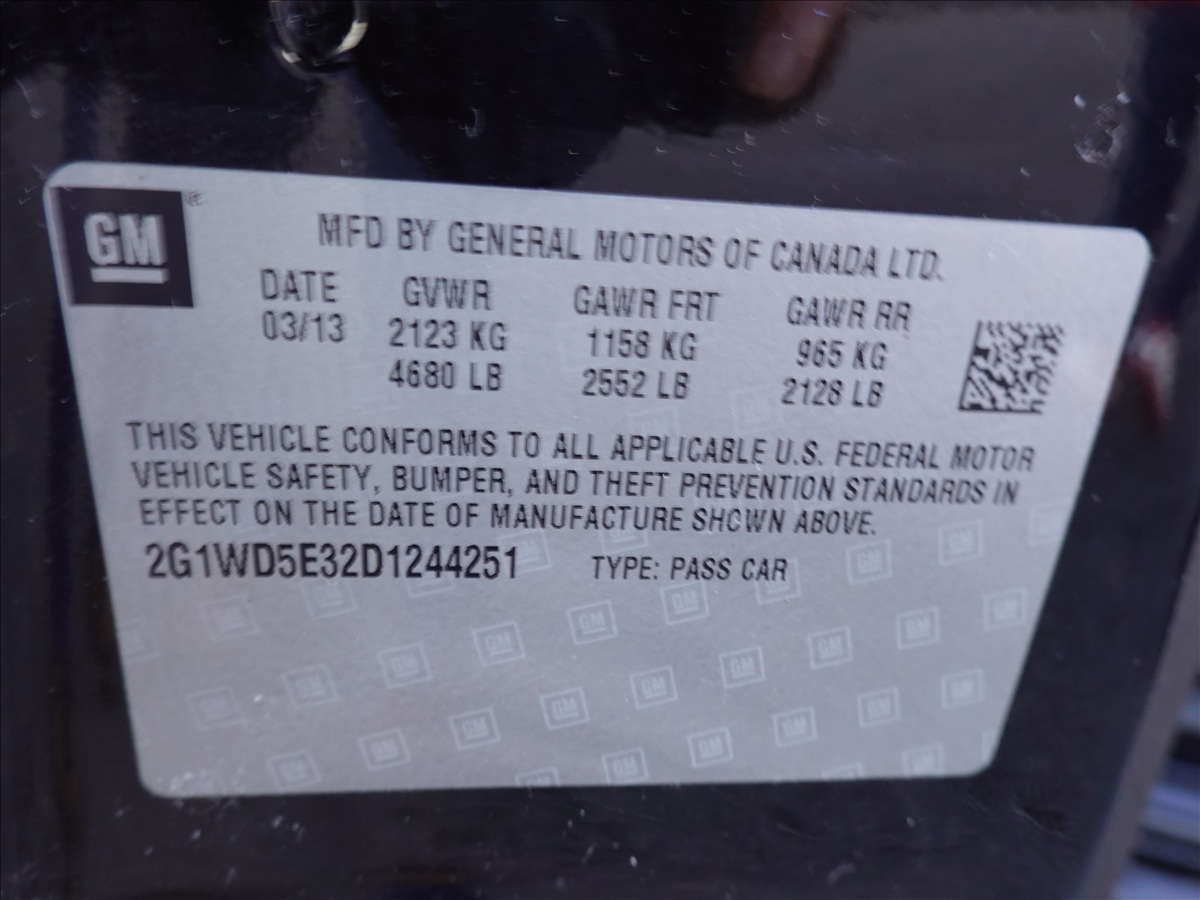 GM
MFD BY GENERAL MOTORS OF CANADA LTD.
DATE GVWR GAWR FRT GAWR RR
03/13 2123 KG 1158 KG 965 KG
4680 LB 2552 LB 2128 LB
THIS VEHICLE CONFORMS TO ALL APPLICABLE U.S. FEDERAL MOTOR
VEHICLE SAFETY, BUMPER, AND THEFT PREVENTION STANDARDS IN
EFFECT ON THE DATE OF MANUFACTURE SHOWN ABOVE.
2G1WD5E32D1244251 TYPE: PASS CAR